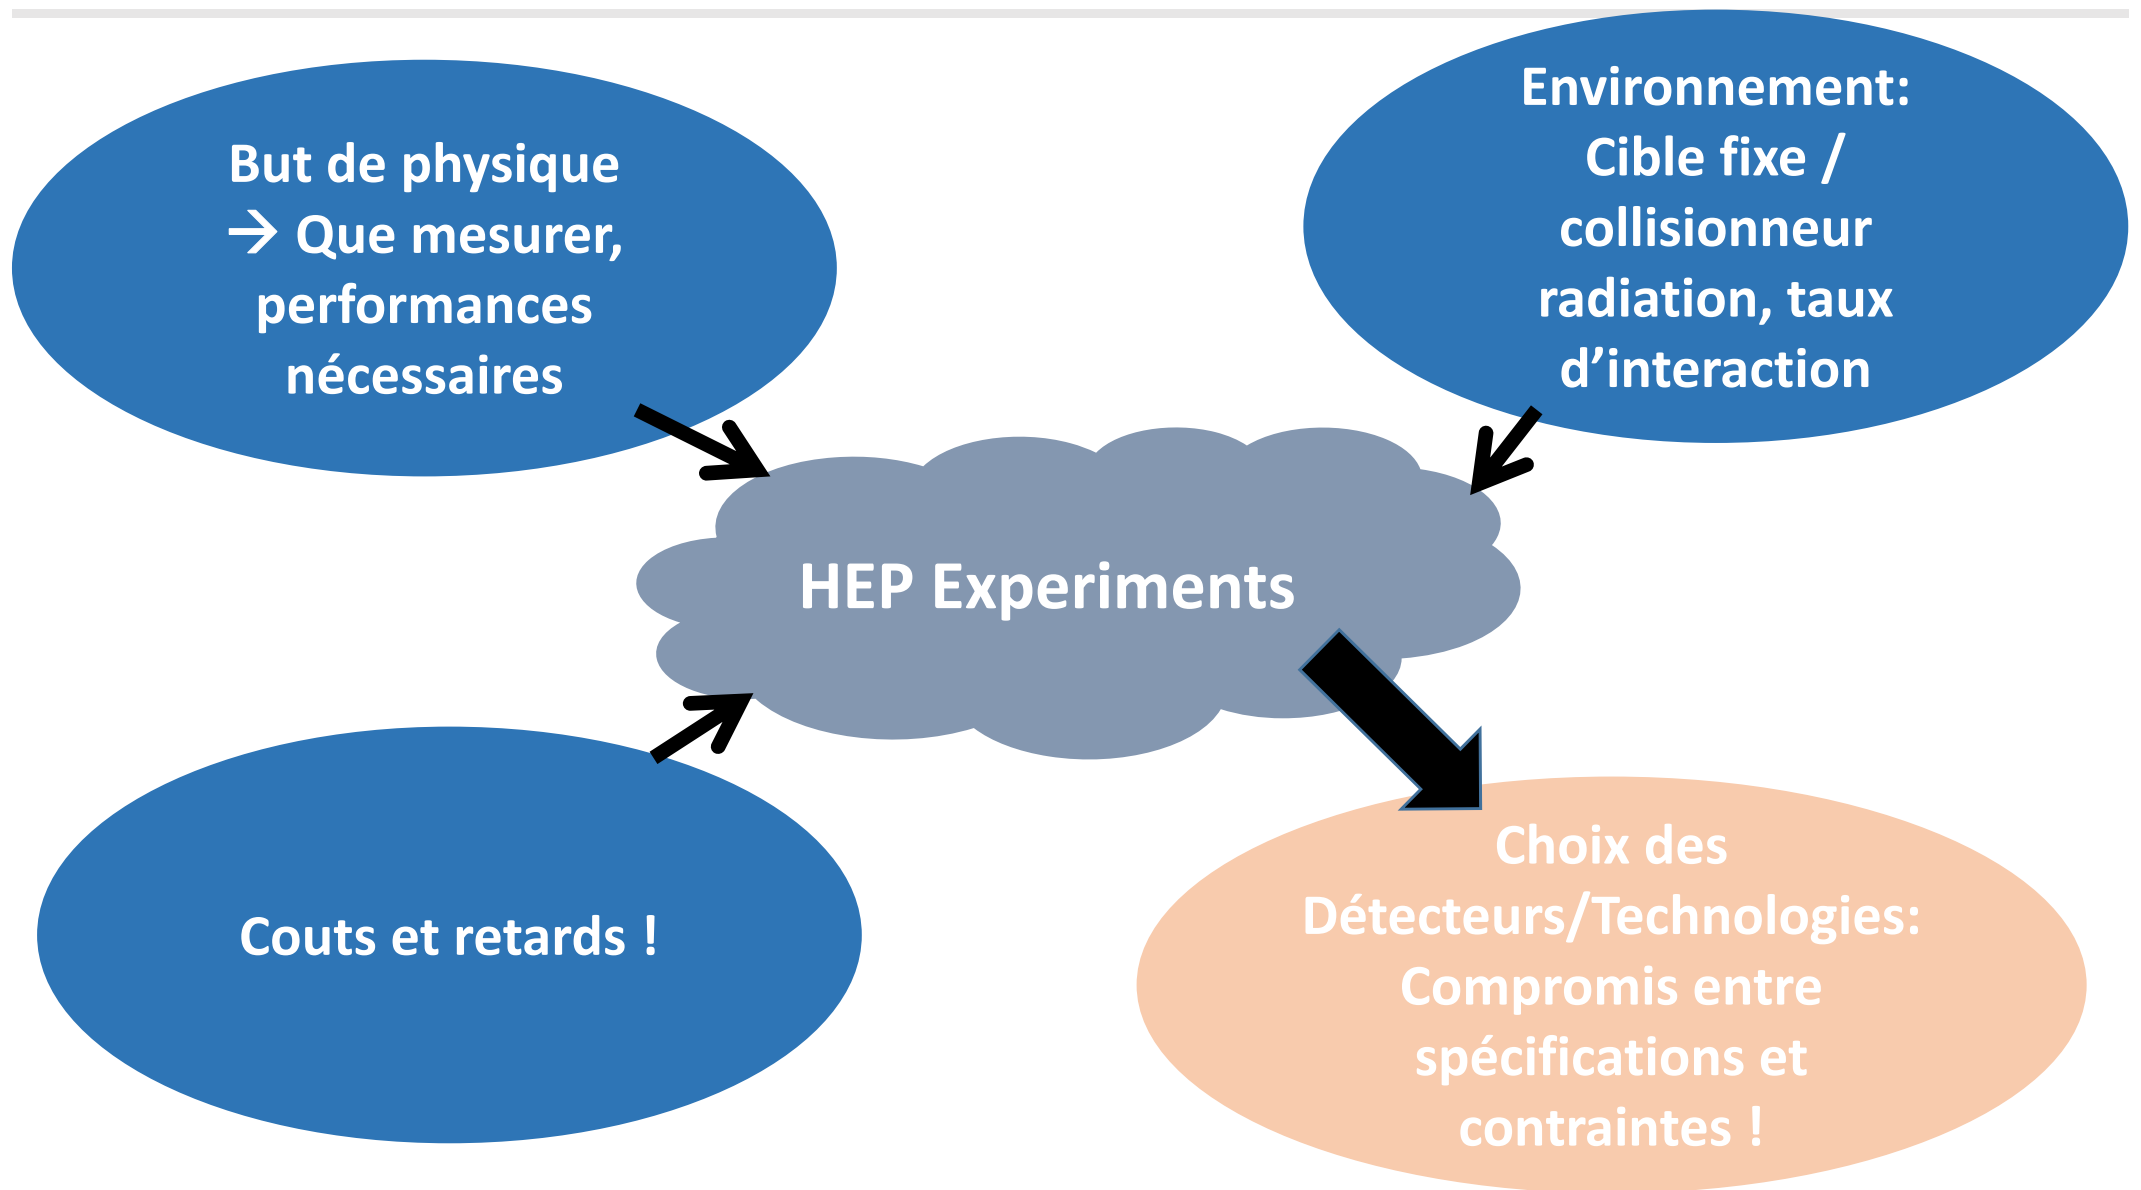 But de physique
→ Que mesurer,
performances
nécessaires
Environnement:
Cible fixe /
collisionneur
radiation, taux
d’interaction
HEP Experiments
Couts et retards !
Choix des
Détecteurs/Technologies:
Compromis entre
spécifications et
contraintes !